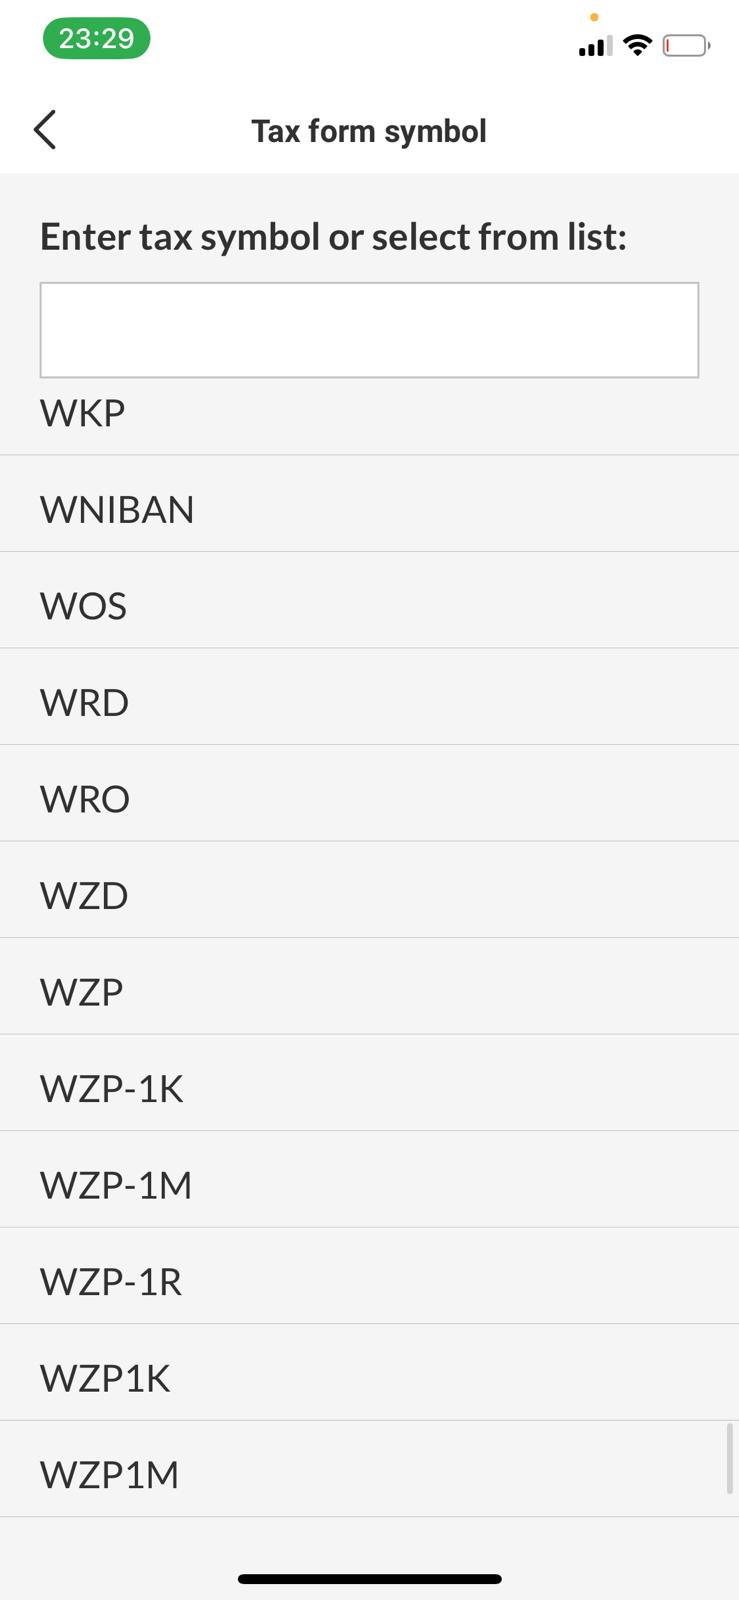 23:29
Tax form symbol
Enter tax symbol or select from list:
WKP
WNIBAN
WOS
WRD
WRO
WZD
WZP
WZP-1K
WZP-1M
WZP-1R
WZP1K
WZP1M